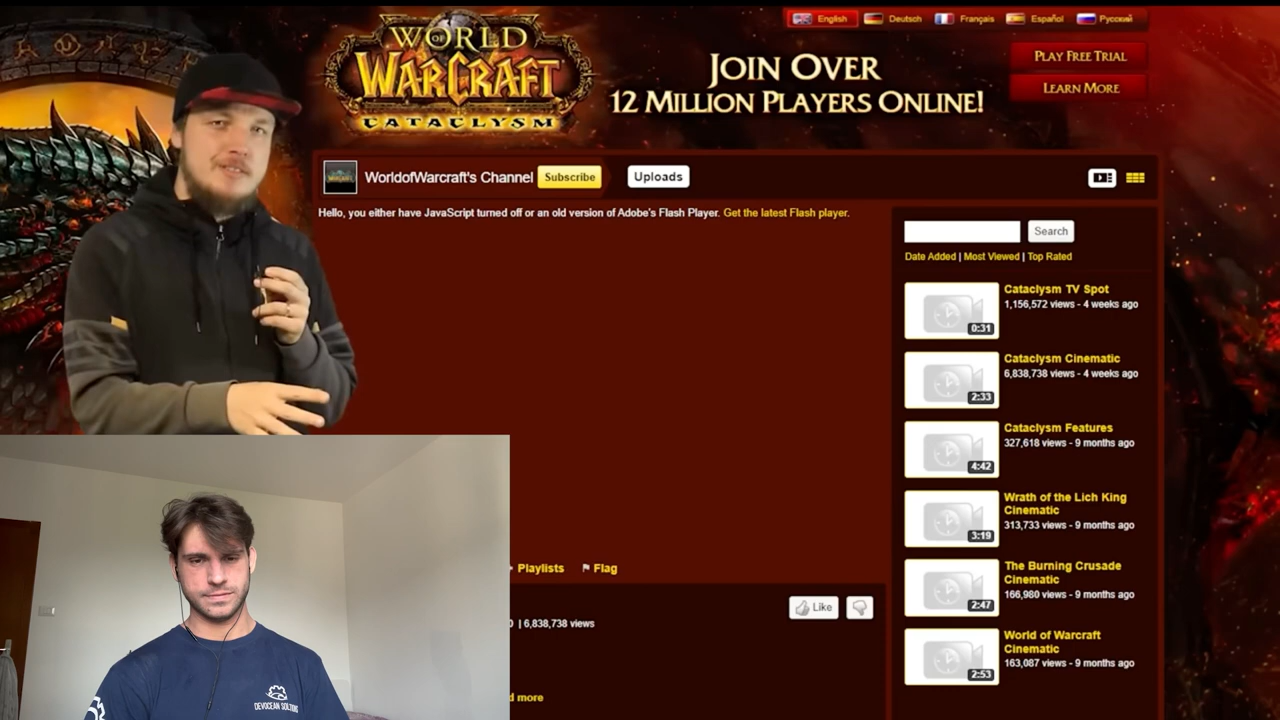 English
Deutsch
Français
Español
Русский
WORLD
OF
WARCRAFT
CATACLYSM
JOIN OVER
12 MILLION PLAYERS ONLINE!
PLAY FREE TRIAL
LEARN MORE
WorldofWarcraft's Channel
Subscribe
Uploads
Hello, you either have JavaScript turned off or an old version of Adobe's Flash Player. Get the latest Flash player.
Search
Date Added | Most Viewed | Top Rated
Cataclysm TV Spot
1,156,572 views - 4 weeks ago
0:31
Cataclysm Cinematic
6,838,738 views - 4 weeks ago
2:33
Cataclysm Features
327,618 views - 9 months ago
4:42
Wrath of the Lich King
Cinematic
313,733 views - 9 months ago
3:19
The Burning Crusade
Cinematic
166,980 views - 9 months ago
2:47
World of Warcraft
Cinematic
163,087 views - 9 months ago
2:53
Playlists
Flag
Like
0 | 6,838,738 views
d more
DEVOCEAN